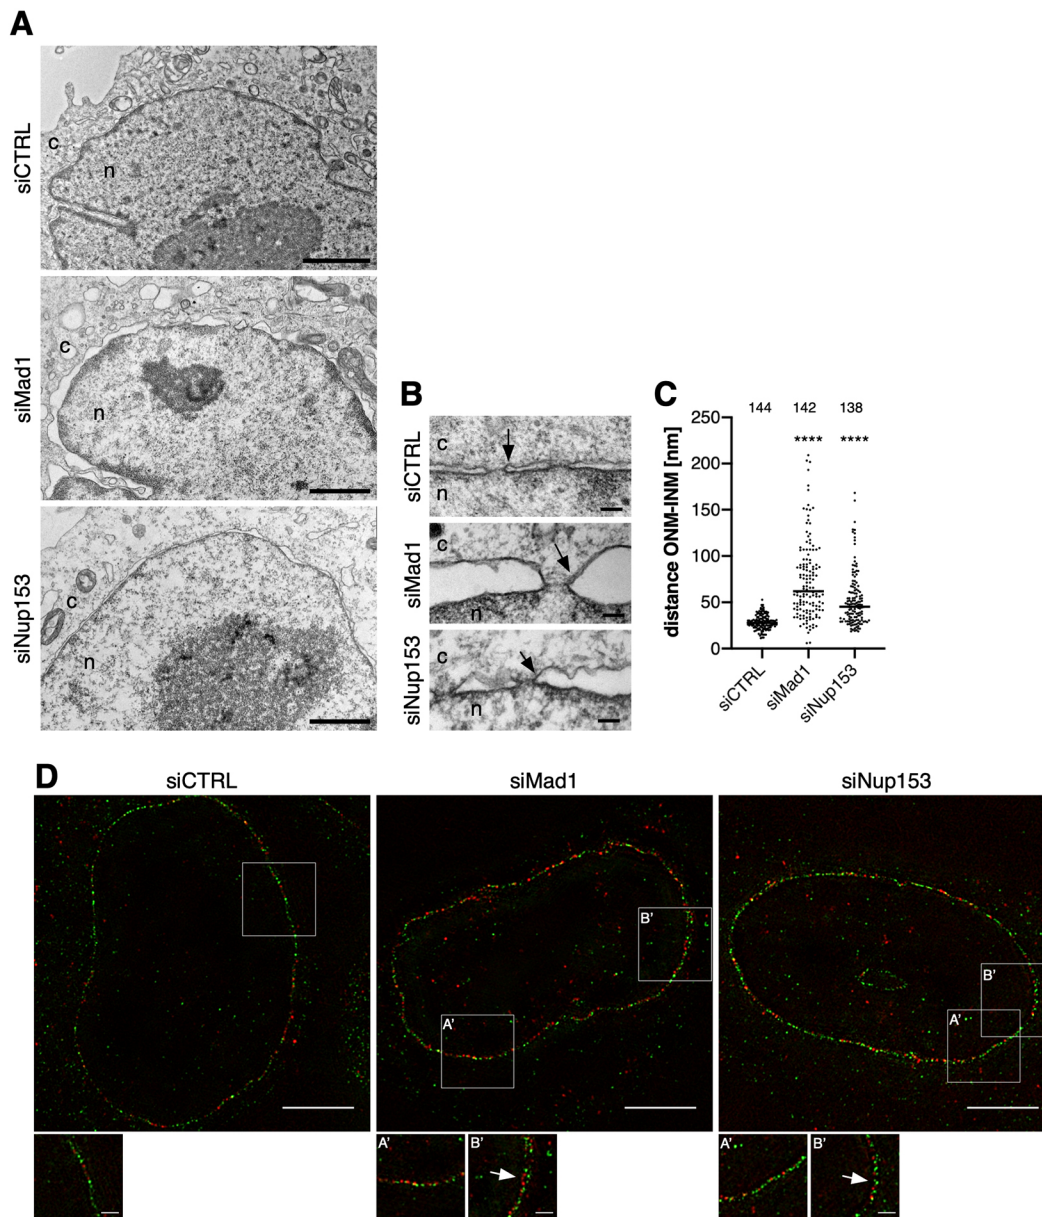 A
siCTRL
c
n
siMad1
c
n
siNup153
c
n
B
siCTRL
c
n
siMad1
c
n
siNup153
c
n
C
144 142 138
**** ****
distance ONM-INM [nm]
250
200
150
100
50
0
siCTRL
siMad1
siNup153
D
siCTRL siMad1 siNup153
B'
A'
B'
A'
A' B' A' B'